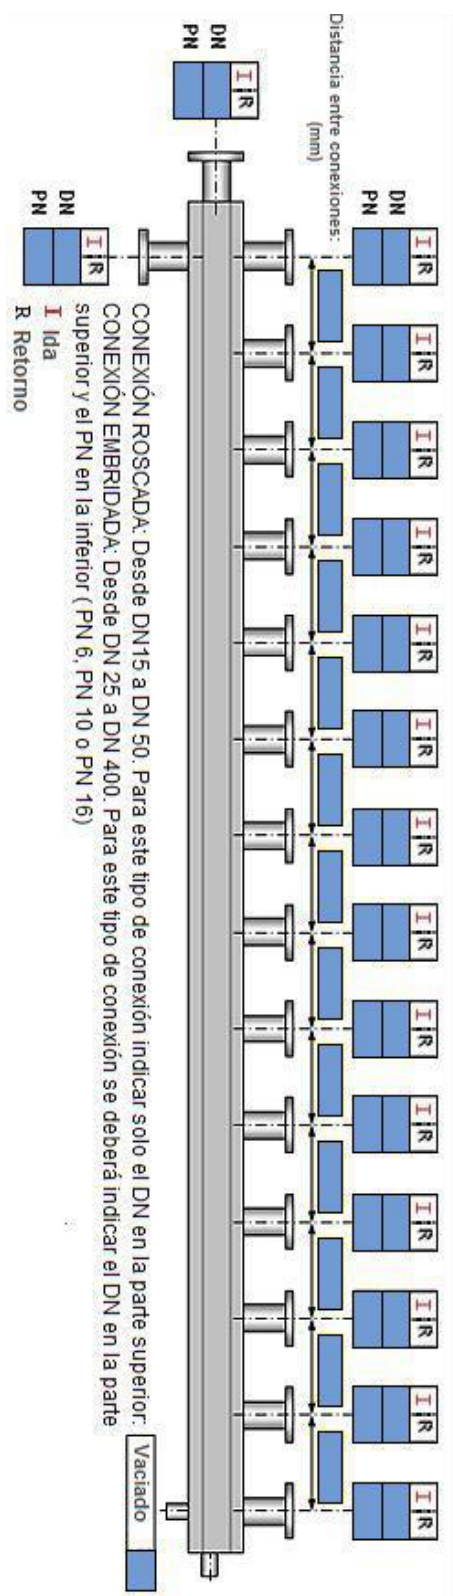 I R I R I R I R I R I R I R I R I R I R I R I R I R I R
DN
PN
Distancia entre conexiones:
(mm)
I R
DN
PN
Vaciado
I R
DN
PN
CONEXIÓN ROSCADA: Desde DN15 a DN 50. Para este tipo de conexión indicar solo el DN en la parte superior.
CONEXIÓN EMBRIDADA: Desde DN 25 a DN 400. Para este tipo de conexión se deberá indicar el DN en la parte
superior y el PN en la inferior ( PN 6, PN 10 o PN 16)
I Ida
R Retorno